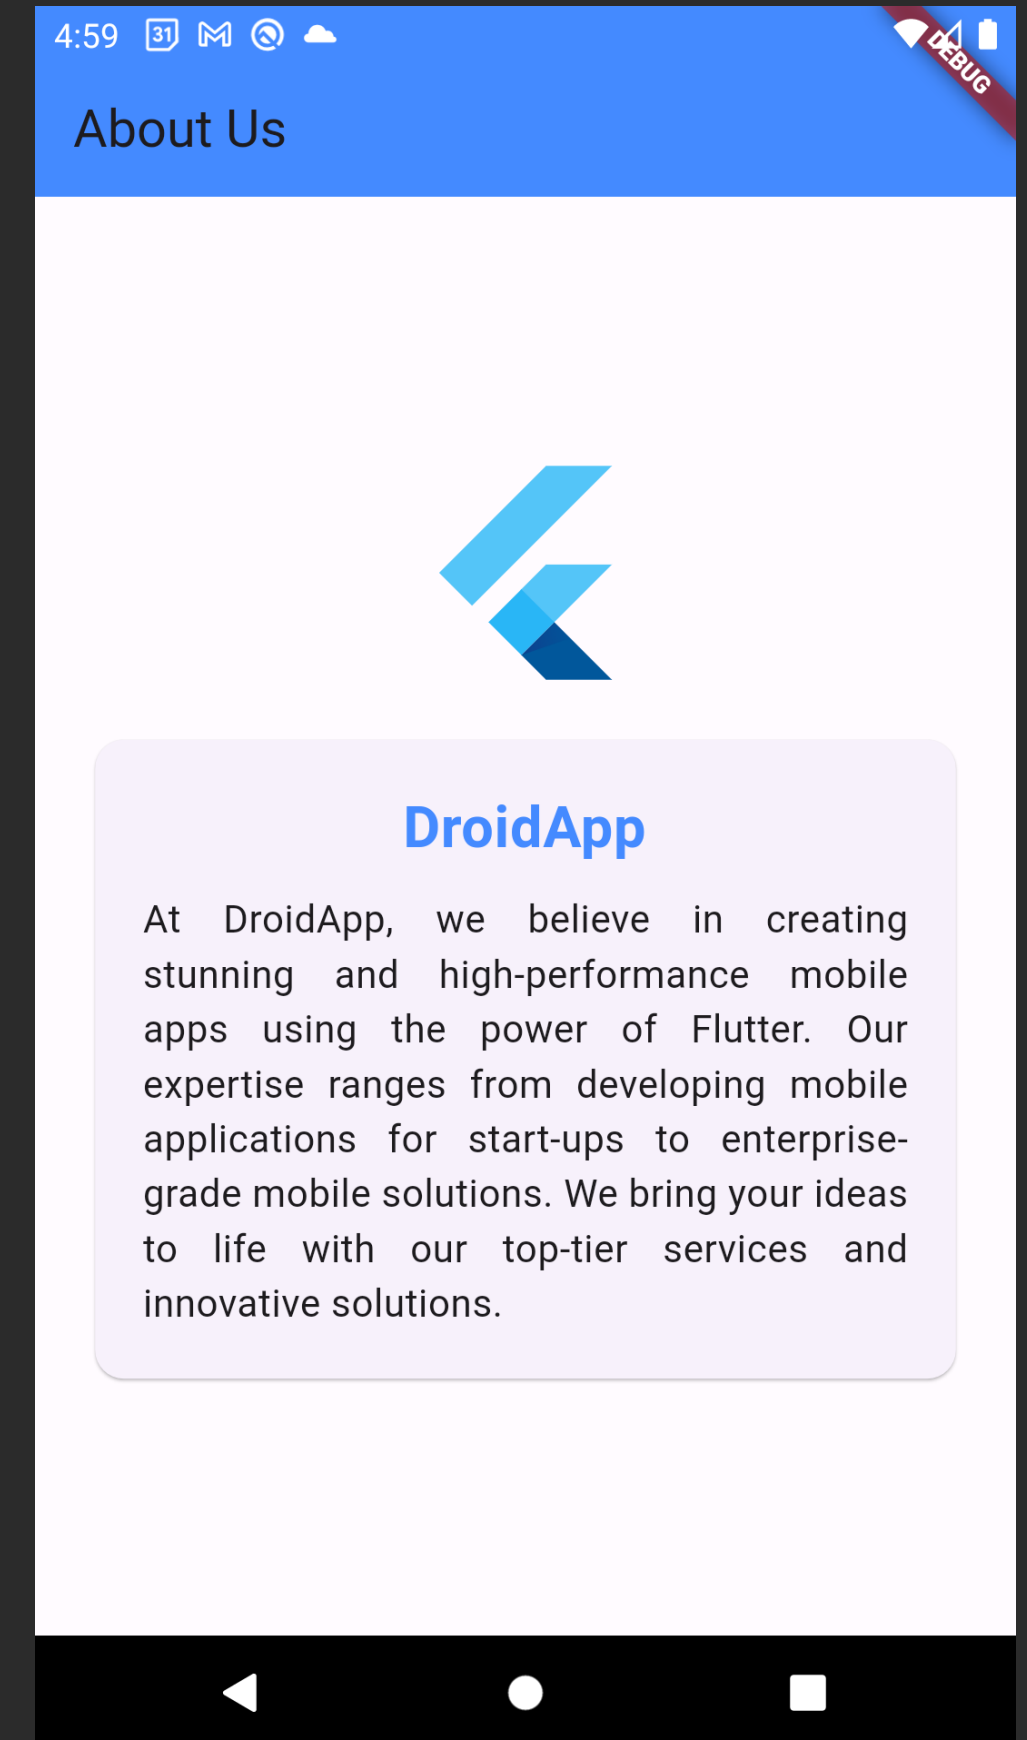 4:59 31 DEBUG
About Us
DroidApp
At DroidApp, we believe in creating
stunning and high-performance mobile
apps using the power of Flutter. Our
expertise ranges from developing mobile
applications for start-ups to enterprise-
grade mobile solutions. We bring your ideas
to life with our top-tier services and
innovative solutions.